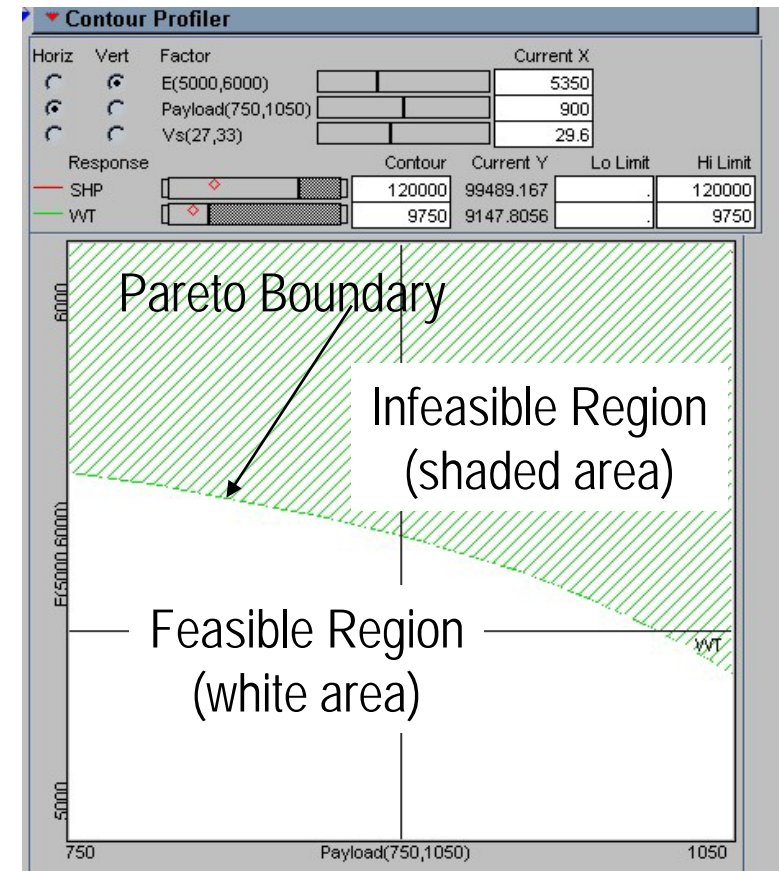 Contour Profiler
Horiz Vert Factor Current X
E(5000,6000) 5350
Payload(750,1050) 900
Vs(27,33) 29.6
Response Contour Current Y Lo Limit Hi Limit
SHP 120000 99489.167 . 120000
WT 9750 9147.8056 . 9750
6000
Pareto Boundary
Infeasible Region
(shaded area)
E(5000,6000)
Feasible Region
(white area)
WT
5000
750 Payload(750,1050) 1050